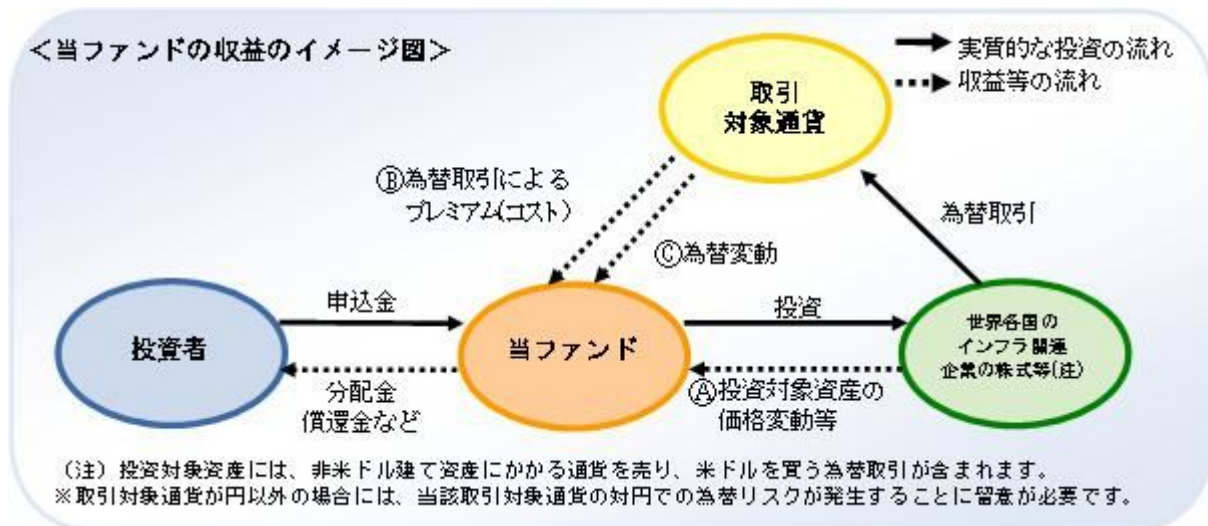 ＜当ファンドの収益のイメージ図＞
実質的な投資の流れ
収益等の流れ
取引
対象通貨
Ⓑ為替取引による
プレミアム(コスト)
Ⓒ為替変動
為替取引
申込金
投資
投資者
当ファンド
世界各国の
インフラ関連
企業の株式等(注)
分配金
償還金など
Ⓐ投資対象資産の
価格変動等
（注）投資対象資産には、非米ドル建て資産にかかる通貨を売り、米ドルを買う為替取引が含まれます。
※取引対象通貨が円以外の場合には、当該取引対象通貨の対円での為替リスクが発生することに留意が必要です。